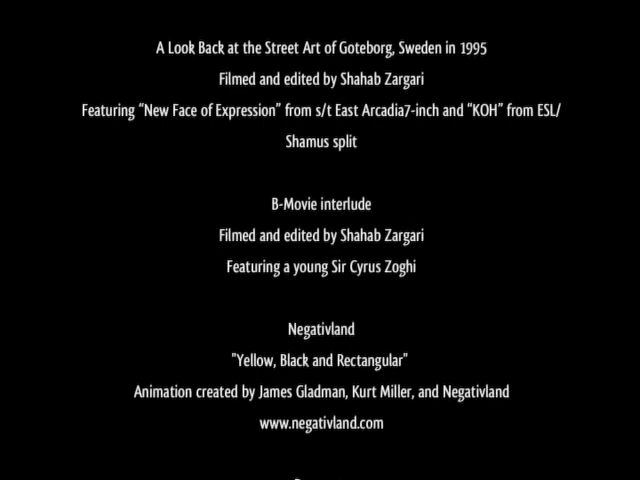 A Look Back at the Street Art of Goteborg, Sweden in 1995
Filmed and edited by Shahab Zargari
Featuring “New Face of Expression” from s/t East Arcadia7-inch and “KOH” from ESL/
Shamus split
B-Movie interlude
Filmed and edited by Shahab Zargari
Featuring a young Sir Cyrus Zoghi
Negativland
"Yellow, Black and Rectangular"
Animation created by James Gladman, Kurt Miller, and Negativland
www.negativland.com